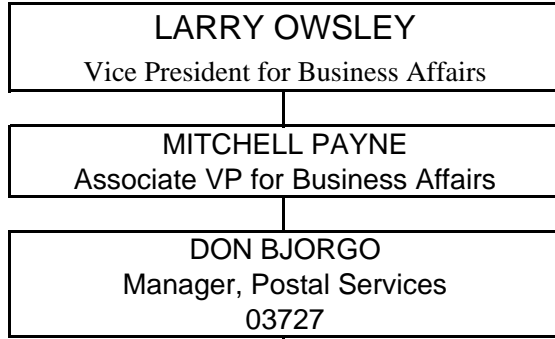 LARRY OWSLEY
Vice President for Business Affairs
MITCHELL PAYNE
Associate VP for Business Affairs
DON BJORGO
Manager, Postal Services
03727